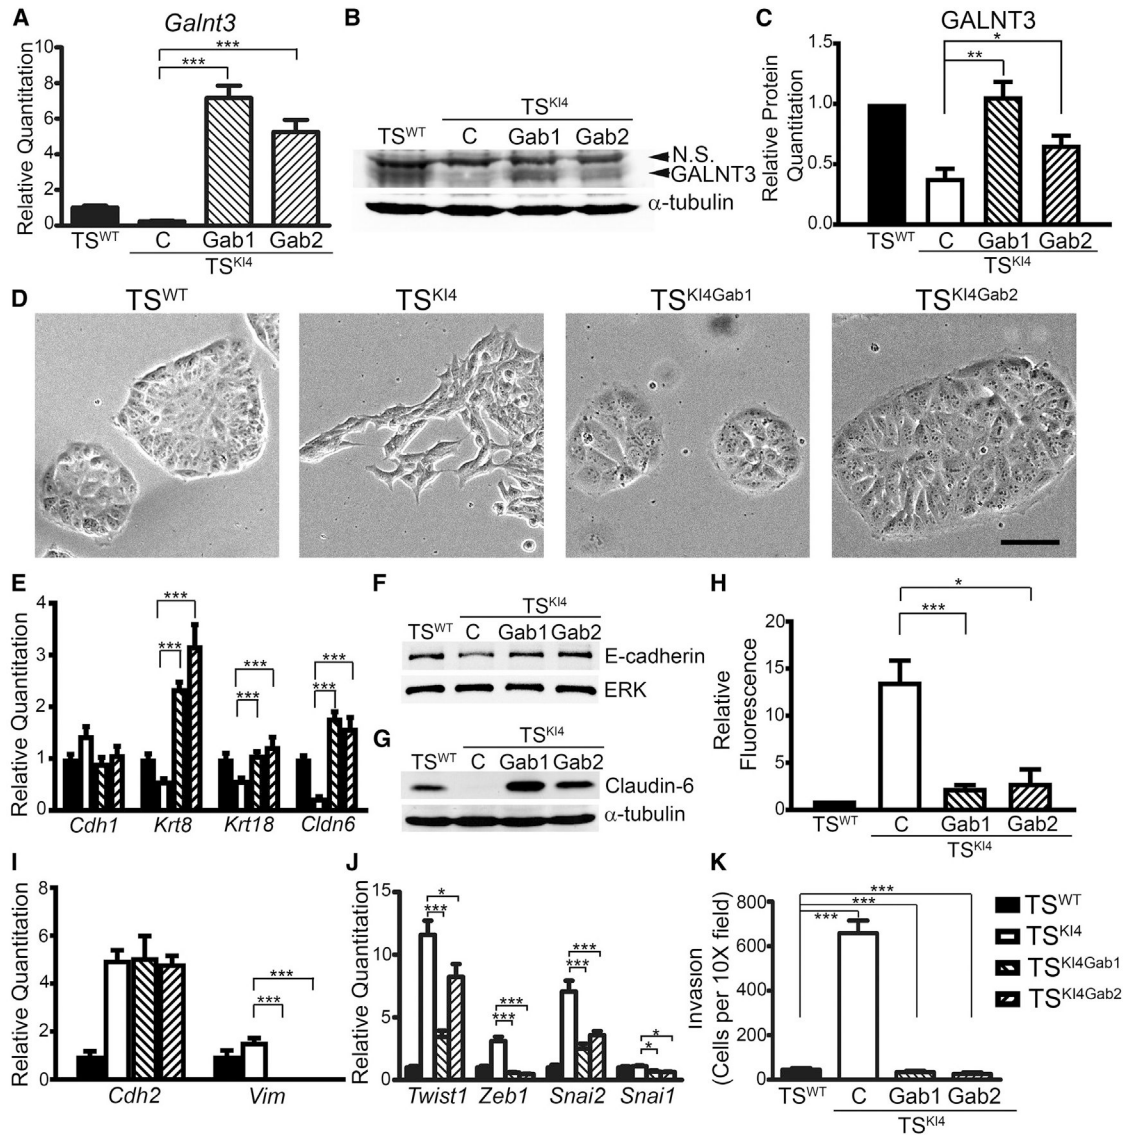 A
Galnt3
Relative Quantitation
10
8
6
4
2
0
***
***
TSWT
C
Gab1
Gab2
TSKI4
B
TSKI4
TSWT
C
Gab1
Gab2
N.S.
GALNT3
α-tubulin
C
GALNT3
Relative Protein
Quantitation
1.5
1.0
0.5
0.0
*
**
TSWT
C
Gab1
Gab2
TSKI4
D
TSWT
TSKI4
TSKI4Gab1
TSKI4Gab2
E
Relative Quantitation
4
3
2
1
0
***
***
***
***
***
***
Cdh1
Krt8
Krt18
Cldn6
F
TSKI4
TSWT
C
Gab1
Gab2
E-cadherin
ERK
G
TSKI4
TSWT
C
Gab1
Gab2
Claudin-6
α-tubulin
H
Relative
Fluorescence
20
15
10
5
0
*
***
TSWT
C
Gab1
Gab2
TSKI4
I
Relative Quantitation
8
6
4
2
0
***
***
Cdh2
Vim
J
Relative Quantitation
15
10
5
0
*
***
***
***
***
***
*
*
Twist1
Zeb1
Snai2
Snai1
K
Invasion
(Cells per 10X field)
800
600
400
200
0
***
***
***
TSWT
C
Gab1
Gab2
TSKI4
TSWT
TSKI4
TSKI4Gab1
TSKI4Gab2